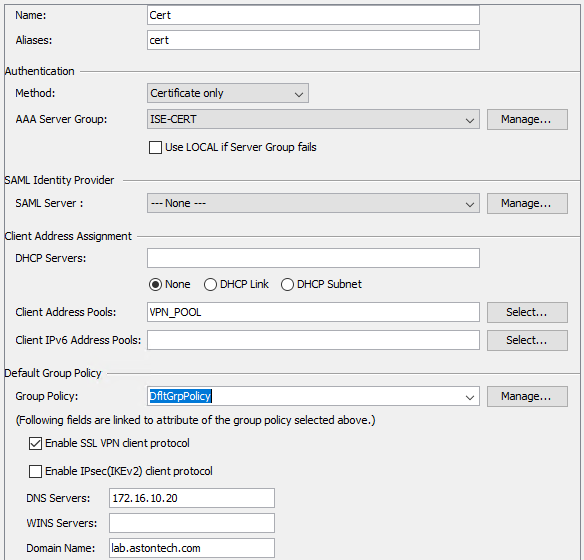 Name: Cert
Aliases: cert
Authentication
Method: Certificate only
AAA Server Group: ISE-CERT Manage...
Use LOCAL if Server Group fails
SAML Identity Provider
SAML Server : --- None --- Manage...
Client Address Assignment
DHCP Servers:
None DHCP Link DHCP Subnet
Client Address Pools: VPN_POOL Select...
Client IPv6 Address Pools: Select...
Default Group Policy
Group Policy: DfltGrpPolicy Manage...
(Following fields are linked to attribute of the group policy selected above.)
Enable SSL VPN client protocol
Enable IPsec(IKEv2) client protocol
DNS Servers: 172.16.10.20
WINS Servers:
Domain Name: lab.astontech.com